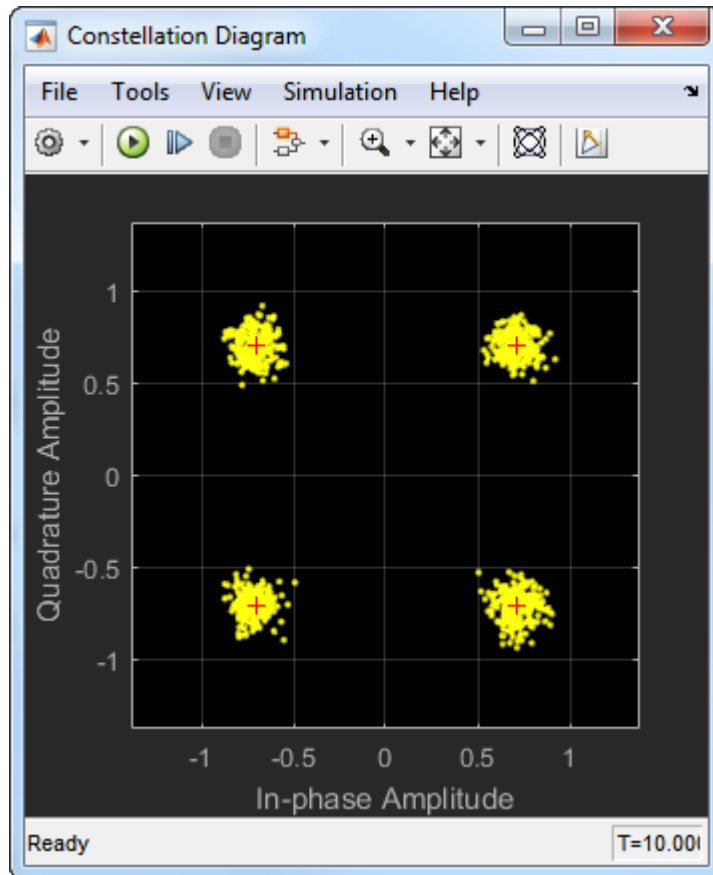 Constellation Diagram
File Tools View Simulation Help
Quadrature Amplitude
1
0.5
0
-0.5
-1
-1 -0.5 0 0.5 1
In-phase Amplitude
Ready T=10.00